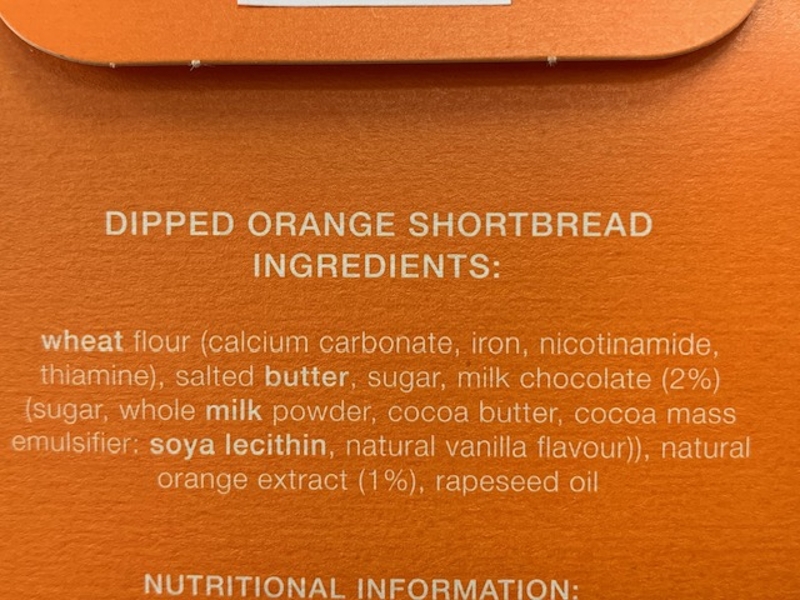 DIPPED ORANGE SHORTBREAD
INGREDIENTS:
wheat flour (calcium carbonate, iron, nicotinamide,
thiamine), salted butter, sugar, milk chocolate (2%)
(sugar, whole milk powder, cocoa butter, cocoa mass
emulsifier: soya lecithin, natural vanilla flavour)), natural
orange extract (1%), rapeseed oil
NUTRITIONAL INFORMATION: